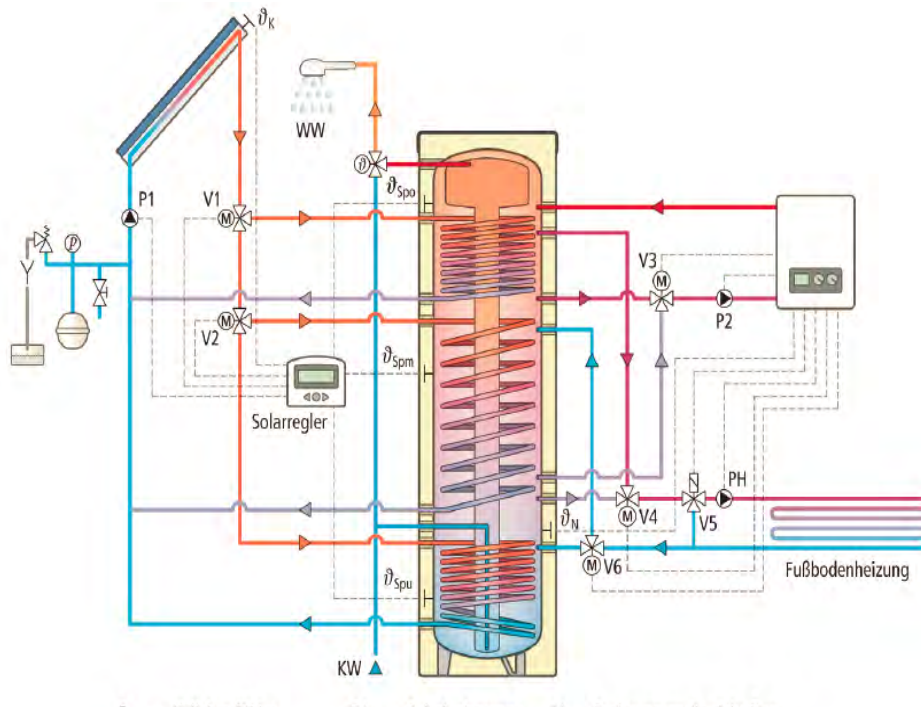 ϑK
WW
ϑ
ϑSpo
P1
V1
M
p
V3
M
P2
V2
M
ϑSpm
Solarregler
PH
ϑN
V4
M
V5
V6
M
Fußbodenheizung
ϑSpu
KW